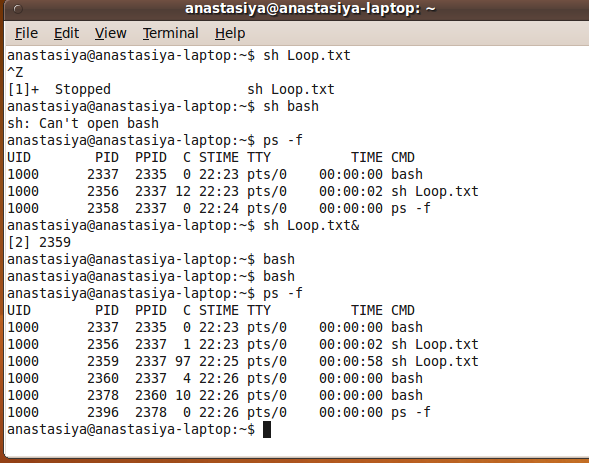 anastasiya@anastasiya-laptop: ~
File Edit View Terminal Help
anastasiya@anastasiya-laptop:~$ sh Loop.txt
^Z
[1]+  Stopped                 sh Loop.txt
anastasiya@anastasiya-laptop:~$ sh bash
sh: Can't open bash
anastasiya@anastasiya-laptop:~$ ps -f
UID        PID  PPID  C STIME TTY          TIME CMD
1000      2337  2335  0 22:23 pts/0    00:00:00 bash
1000      2356  2337 12 22:23 pts/0    00:00:02 sh Loop.txt
1000      2358  2337  0 22:24 pts/0    00:00:00 ps -f
anastasiya@anastasiya-laptop:~$ sh Loop.txt&
[2] 2359
anastasiya@anastasiya-laptop:~$ bash
anastasiya@anastasiya-laptop:~$ bash
anastasiya@anastasiya-laptop:~$ ps -f
UID        PID  PPID  C STIME TTY          TIME CMD
1000      2337  2335  0 22:23 pts/0    00:00:00 bash
1000      2356  2337  1 22:23 pts/0    00:00:02 sh Loop.txt
1000      2359  2337 97 22:25 pts/0    00:00:58 sh Loop.txt
1000      2360  2337  4 22:26 pts/0    00:00:00 bash
1000      2378  2360 10 22:26 pts/0    00:00:00 bash
1000      2396  2378  0 22:26 pts/0    00:00:00 ps -f
anastasiya@anastasiya-laptop:~$